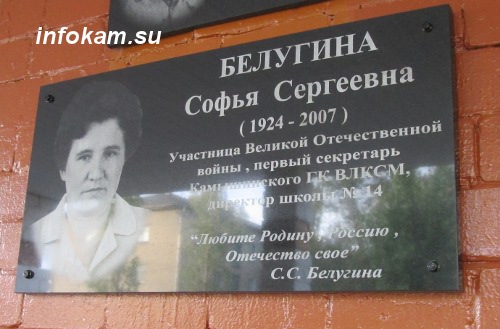 infokam.su
БЕЛУГИНА
Софья Сергеевна
( 1924 - 2007 )
Участница Великой Отечественной
войны , первый секретарь
Камышинского ГК ВЛКСМ,
директор школы № 14
“Любите Родину , Россию ,
Отечество свое”
С.С. Белугина